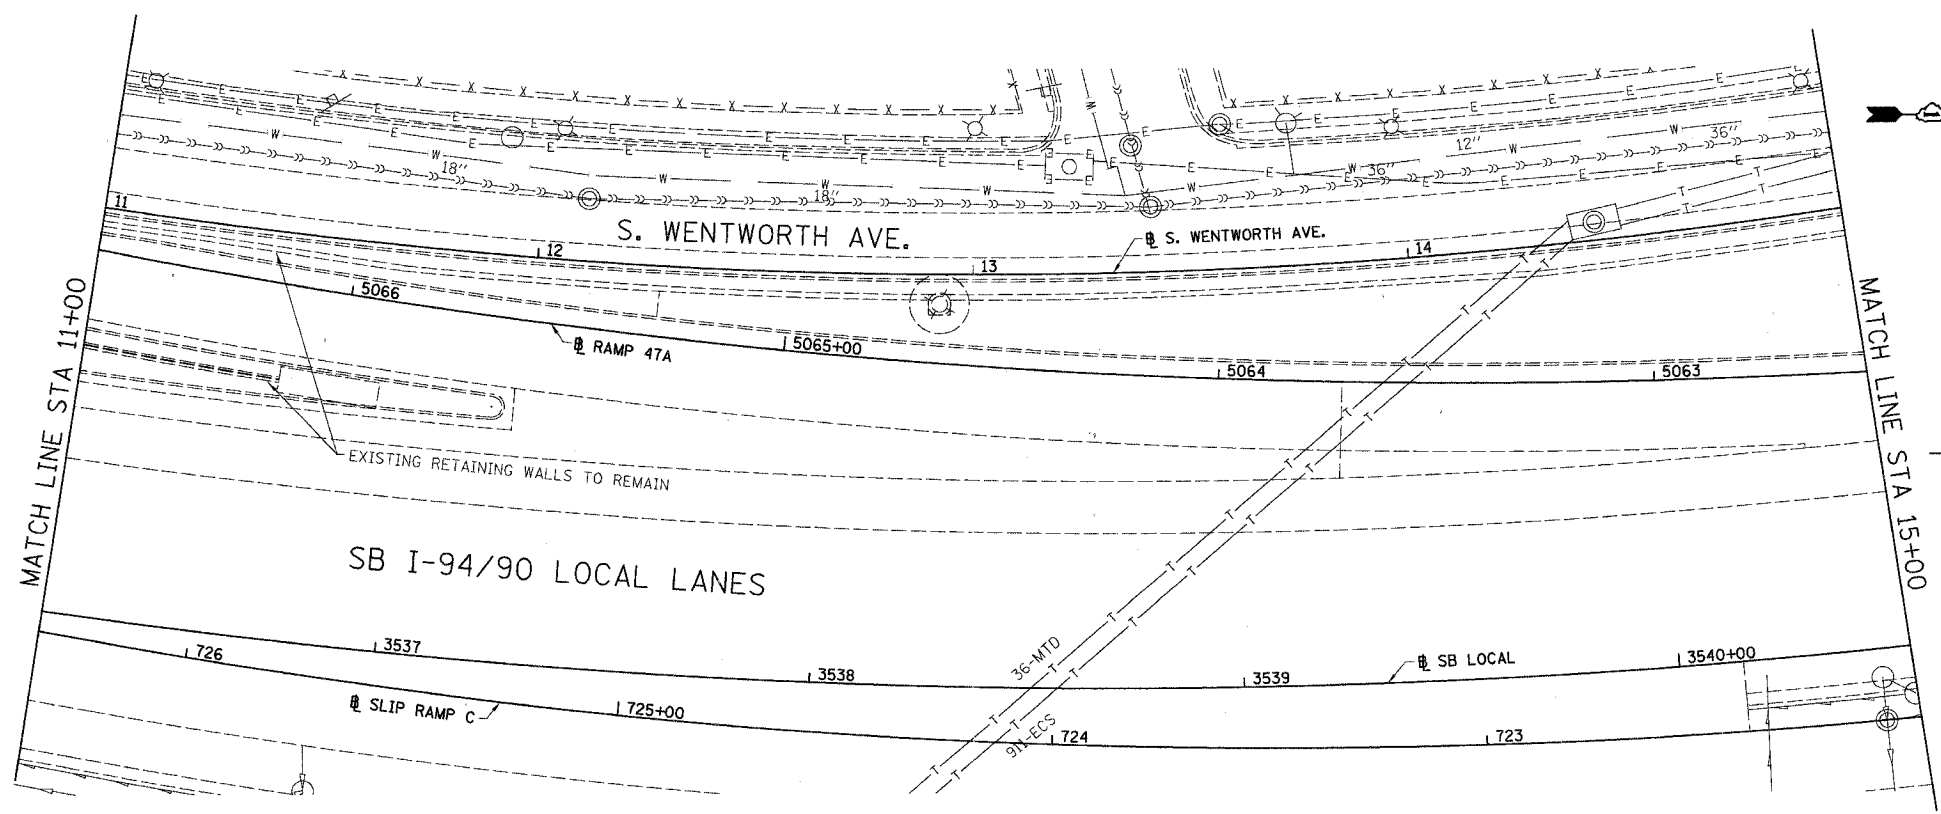 18"
18"
36"
12"
36"
11
S. WENTWORTH AVE.
℄ S. WENTWORTH AVE.
12
13
14
5066
℄ RAMP 47A
5065+00
5064
5063
MATCH LINE STA 11+00
MATCH LINE STA 15+00
EXISTING RETAINING WALLS TO REMAIN
SB I-94/90 LOCAL LANES
36-MTD
911-ECS
3537
3538
3539
℄ SB LOCAL
3540+00
726
℄ SLIP RAMP C
725+00
724
723